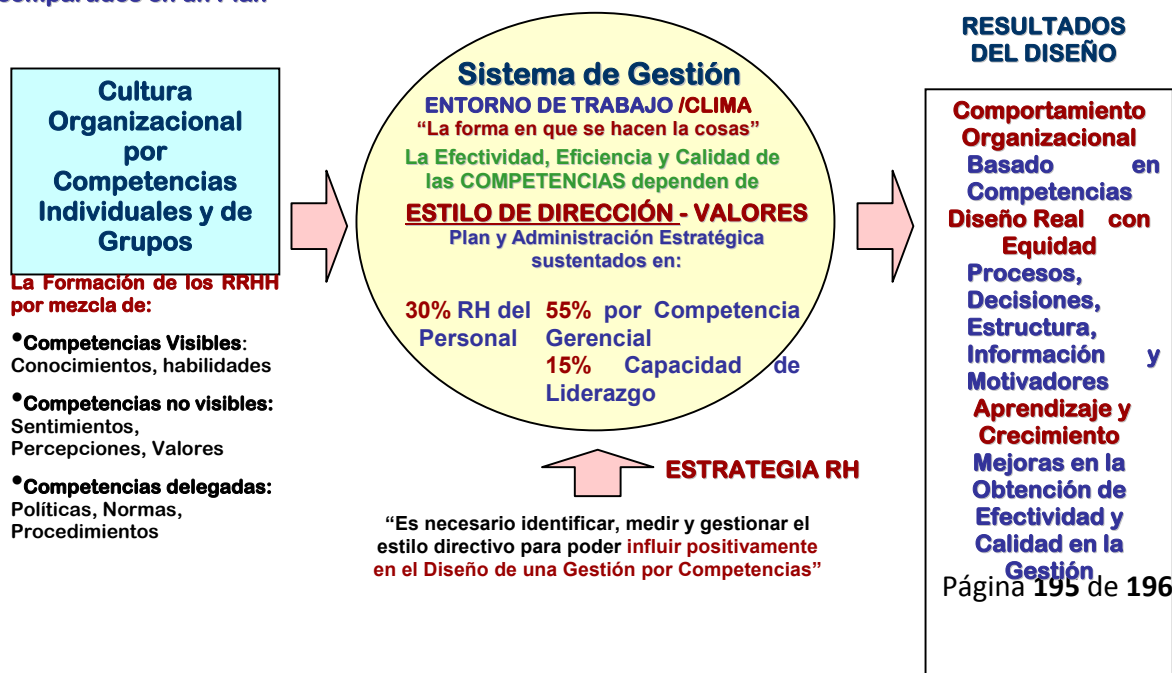 compartidos en un Plan
Cultura
Organizacional
por
Competencias
Individuales y de
Grupos
La Formación de los RRHH
por mezcla de:
•Competencias Visibles:
Conocimientos, habilidades
•Competencias no visibles:
Sentimientos,
Percepciones, Valores
•Competencias delegadas:
Políticas, Normas,
Procedimientos
Sistema de Gestión
ENTORNO DE TRABAJO /CLIMA
“La forma en que se hacen la cosas”
La Efectividad, Eficiencia y Calidad de
las COMPETENCIAS dependen de
ESTILO DE DIRECCIÓN - VALORES
Plan y Administración Estratégica
sustentados en:
30% RH del
Personal
55% por Competencia
Gerencial
15% Capacidad de
Liderazgo
ESTRATEGIA RH
“Es necesario identificar, medir y gestionar el
estilo directivo para poder influir positivamente
en el Diseño de una Gestión por Competencias”
RESULTADOS
DEL DISEÑO
Comportamiento
Organizacional
Basado en
Competencias
Diseño Real con
Equidad
Procesos,
Decisiones,
Estructura,
Información y
Motivadores
Aprendizaje y
Crecimiento
Mejoras en la
Obtención de
Efectividad y
Calidad en la
Gestión
Página 195 de 196